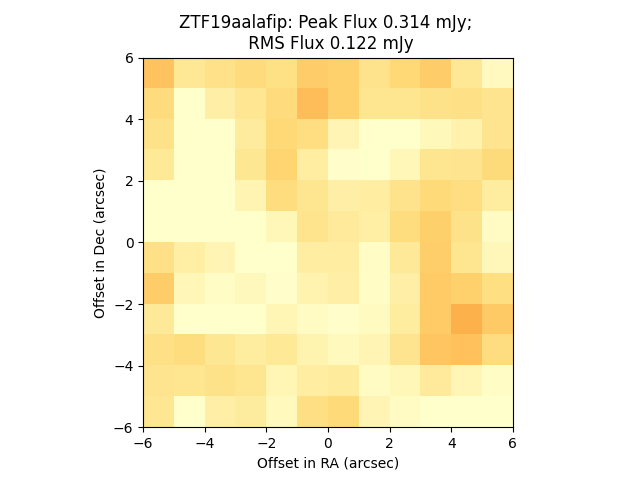 ZTF19aalafip: Peak Flux 0.314 mJy;
RMS Flux 0.122 mJy
6
4
2
0
−2
−4
−6
Offset in Dec (arcsec)
−6 −4 −2 0 2 4 6
Offset in RA (arcsec)